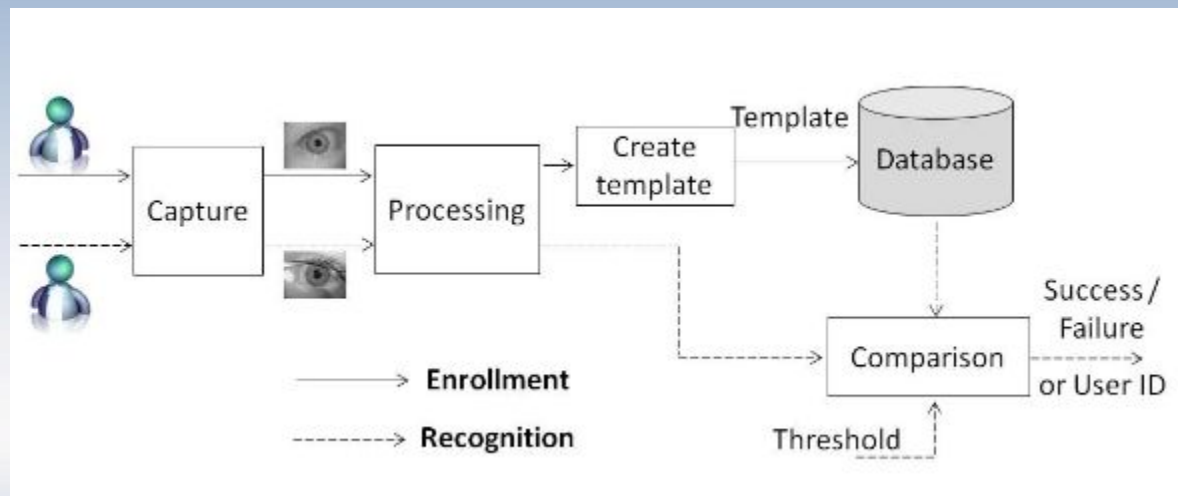 Capture
Processing
Create
template
Template
Database
Success /
Failure
or User ID
Comparison
Threshold
Enrollment
Recognition